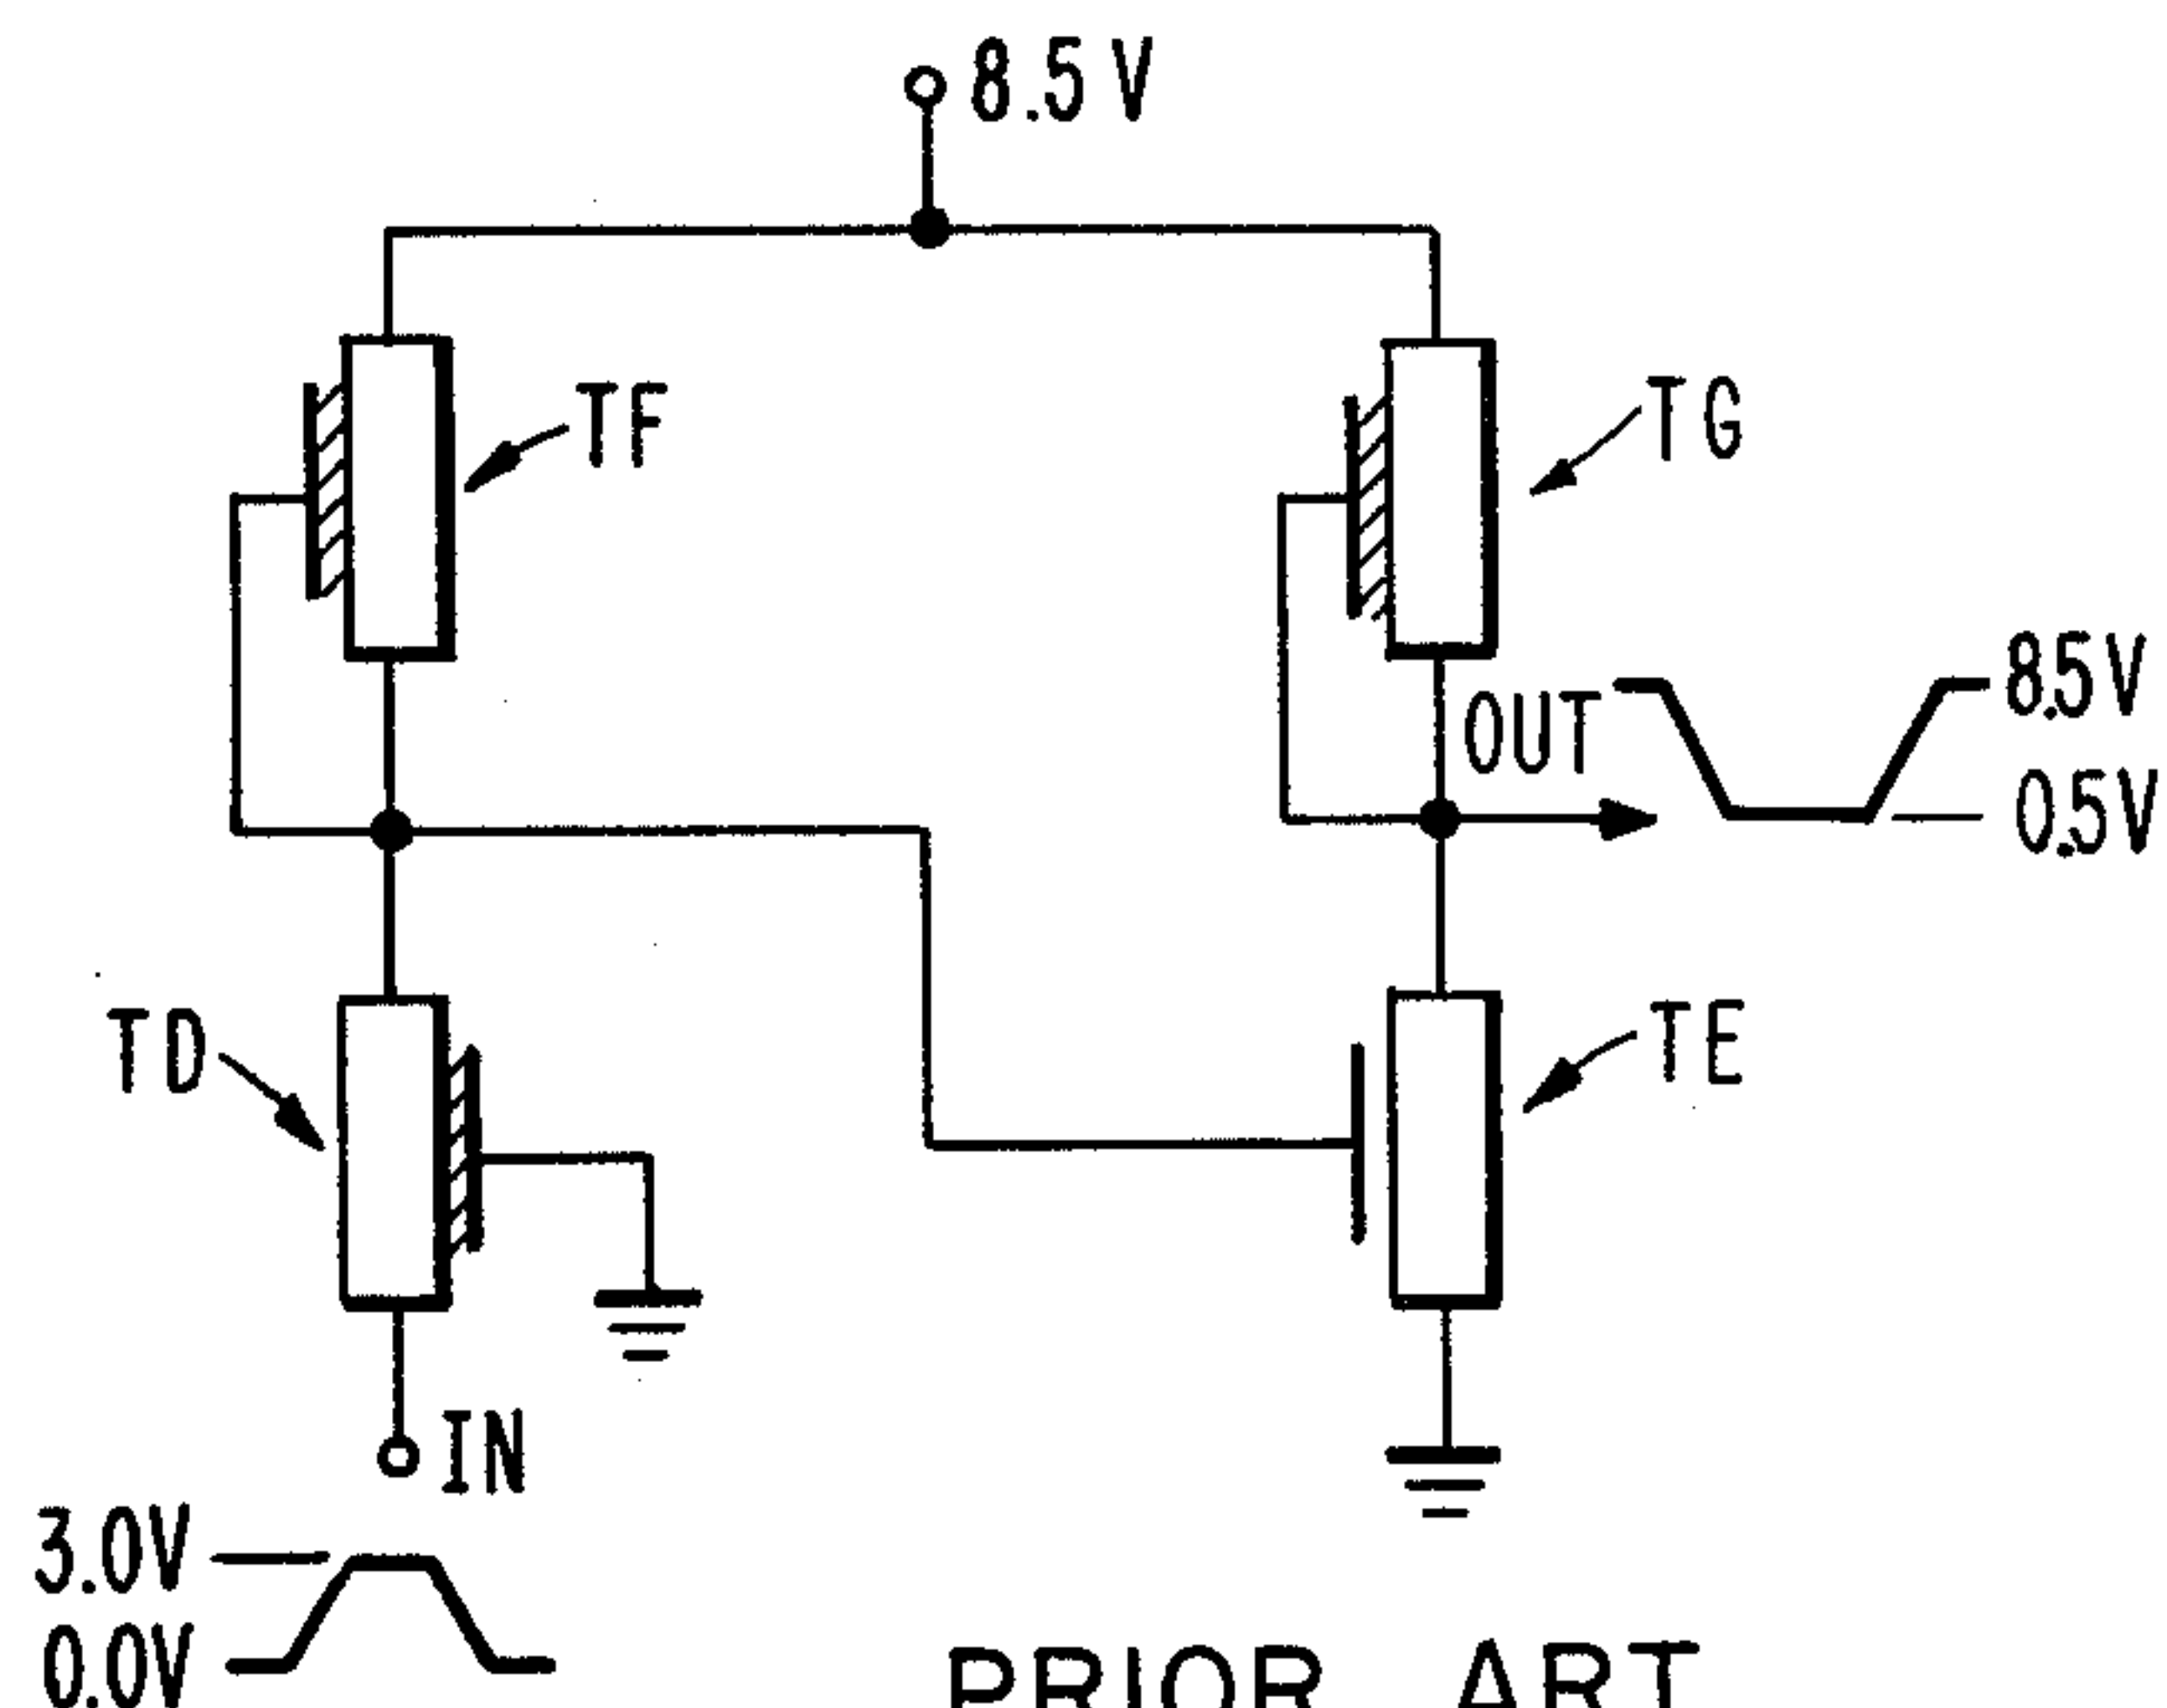 8.5 V
TF
TG
OUT
8.5V
0.5V
TD
TE
IN
3.0V
0.0V
PRIOR ART